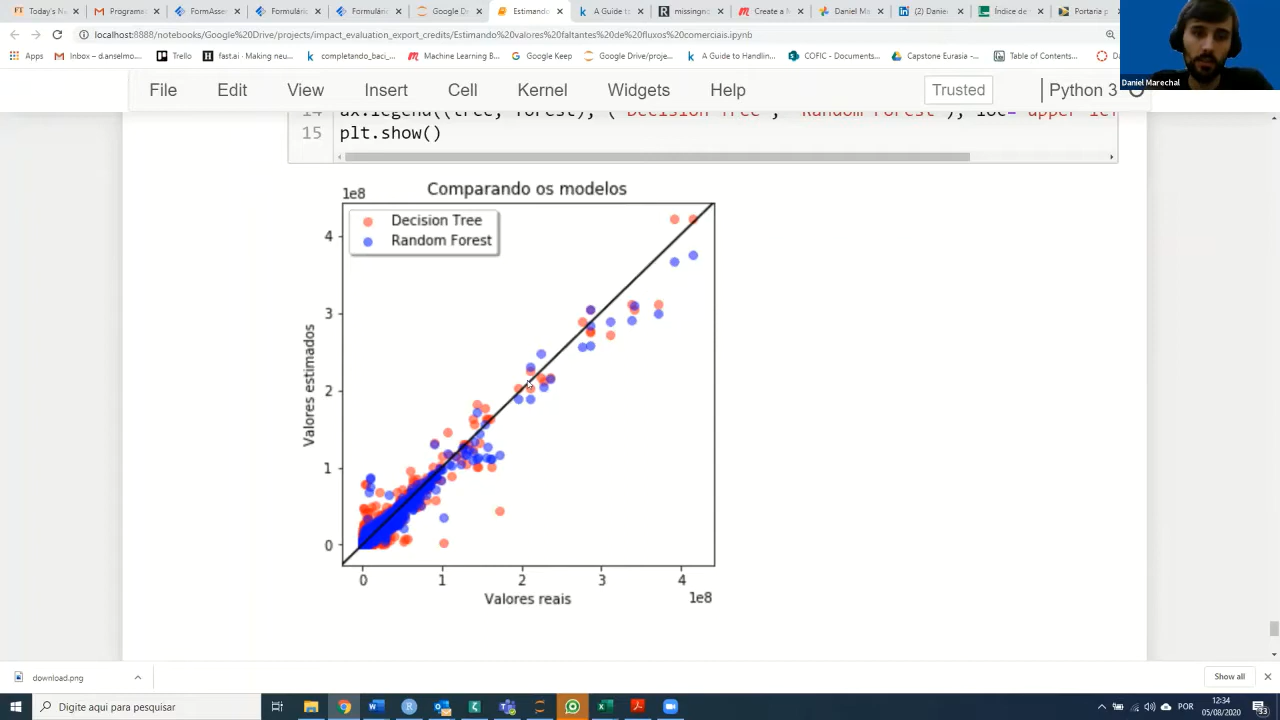 Today's N
Programa
FormAsse
Formulári
Formulári
Google Dr
Estimando
A Guide to
missingno
Create a M
Daniel Ma
(2) Danie
Índice de
Portaria p
localhost:8888/notebooks/Google%20Drive/projects/impact_evaluation_export_credits/Estimando%20valores%20faltantes%20de%20fluxos%20comerciais.ipynb
Apps
Inbox – d.anselmo...
Trello
fast.ai · Making neu...
completando_baci_...
Machine Learning B...
Google Keep
Google Drive/proje...
A Guide to Handlin...
COFIC - Documentos...
Capstone Eurasia –...
Table of Contents...
Daniel Marechal
File Edit View Insert Cell Kernel Widgets Help Trusted Python 3
15 plt.show()
Comparando os modelos
1e8
Decision Tree
Random Forest
4
3
2
1
0
Valores estimados
0 1 2 3 4
1e8
Valores reais
download.png
Show all
Digite aqui para pesquisar
POR
12:34
05/08/2020
33